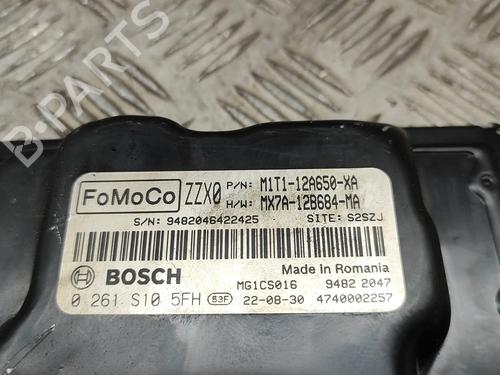 B-PARTS
FoMoCo ZZX0 P/N: M1T1-12A650-XA
H/W: MX7A-12B684-MA
S/N: 9482046422425 SITE: S2SZJ
BOSCH Made in Romania
MG1CS016 9482 2047
0 261 S10 5FH 53F 22-08-30 4740002257